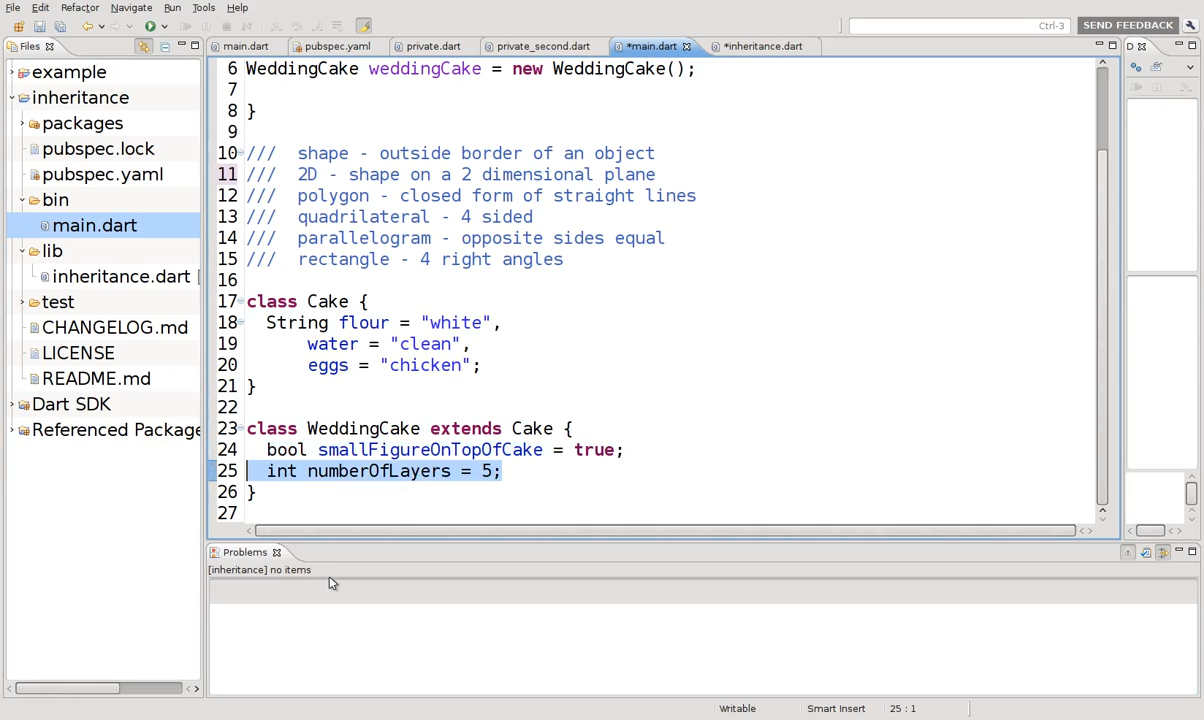 File Edit Refactor Navigate Run Tools Help
Ctrl-3 SEND FEEDBACK
Files
main.dart pubspec.yaml private.dart private_second.dart *main.dart *inheritance.dart
D
example
inheritance
packages
pubspec.lock
pubspec.yaml
bin
main.dart
lib
inheritance.dart [
test
CHANGELOG.md
LICENSE
README.md
Dart SDK
Referenced Package
6 WeddingCake weddingCake = new WeddingCake();
7
8 }
9
10 /// shape - outside border of an object
11 /// 2D - shape on a 2 dimensional plane
12 /// polygon - closed form of straight lines
13 /// quadrilateral - 4 sided
14 /// parallelogram - opposite sides equal
15 /// rectangle - 4 right angles
16
17 class Cake {
18 String flour = "white",
19 water = "clean",
20 eggs = "chicken";
21 }
22
23 class WeddingCake extends Cake {
24 bool smallFigureOnTopOfCake = true;
25 int numberOfLayers = 5;
26 }
27
Problems
[inheritance] no items
Writable Smart Insert 25 : 1